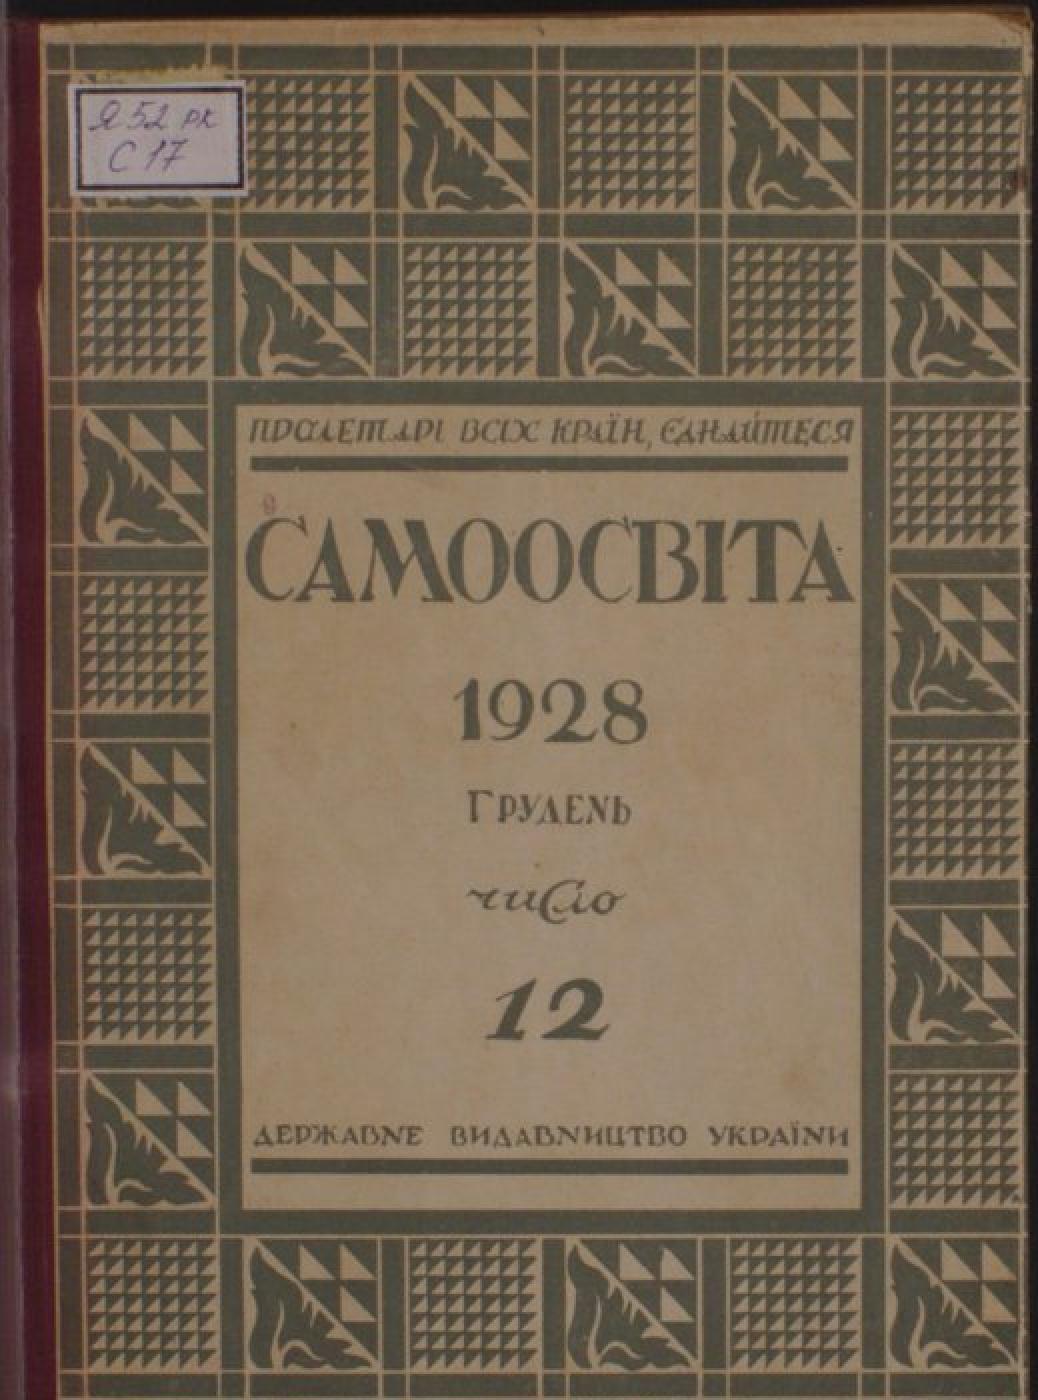 Я 52 рк
С 17
ПРОЛЕТАРІ ВСІХ КРАЇН, ЄДНАЙТЕСЯ
САМООСВІТА
1928
ГРУДЕНЬ
число
12
ДЕРЖАВНЕ ВИДАВНИЦТВО УКРАЇНИ